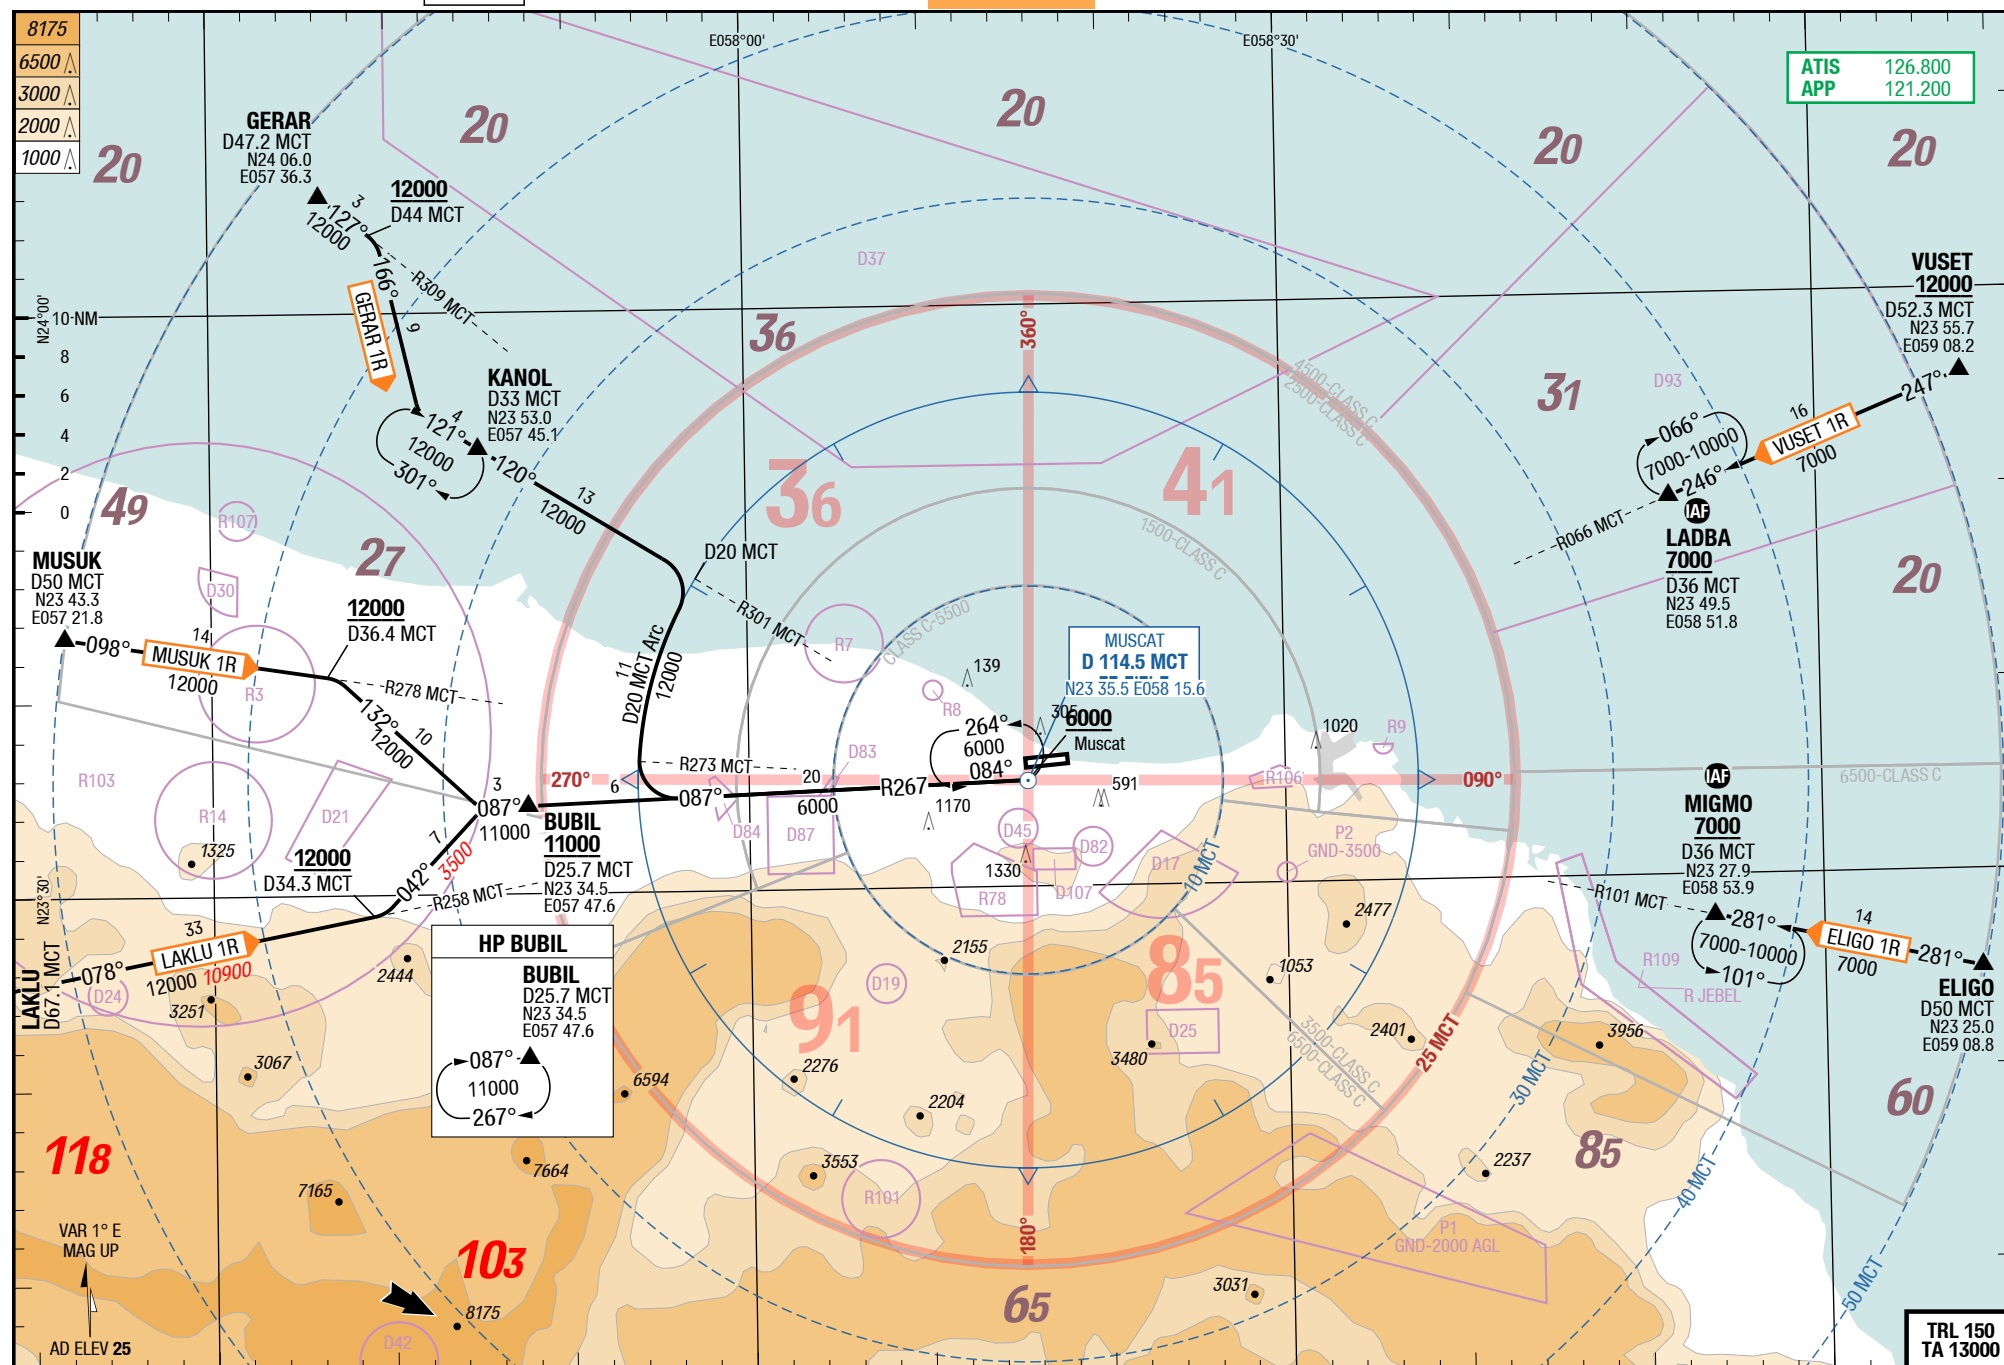 8175
6500
3000
2000
1000
E058°00'
E058°30'
ATIS 126.800
APP 121.200
20
20
20
20
20
GERAR
D47.2 MCT
N24 06.0
E057 36.3
12000
D44 MCT
3
127°
12000
166°
R309 MCT
GERAR 1R
9
D37
VUSET
12000
D52.3 MCT
N23 55.7
E059 08.2
247°
N24°00'
10 NM
8
6
4
2
0
36
360°
4500-CLASS C
2500-CLASS C
31
D93
16
VUSET 1R
7000
KANOL
D33 MCT
N23 53.0
E057 45.1
4
121°
12000
301°
120°
13
12000
066°
7000-10000
246°
R066 MCT
IAF
LADBA
7000
D36 MCT
N23 49.5
E058 51.8
49
R107
27
36
41
1500-CLASS C
20
MUSUK
D50 MCT
N23 43.3
E057 21.8
D30
12000
D36.4 MCT
D20 MCT
R301 MCT
CLASS C-5500
R7
098°
14
MUSUK 1R
12000
R3
R278 MCT
132°
12000
10
11
D20 MCT Arc
12000
MUSCAT
D 114.5 MCT
N23 35.5 E058 15.6
139
R8
305
6000
Muscat
264°
6000
084°
1020
R9
R103
R14
D21
1325
3
087°
11000
BUBIL
11000
D25.7 MCT
N23 34.5
E057 47.6
270°
6
087°
R273 MCT
20
6000
D83
R267
1170
591
R106
090°
6500-CLASS C
D84
D87
D45
D82
D17
1330
D107
R78
10 MCT
P2
GND-3500
IAF
MIGMO
7000
D36 MCT
N23 27.9
E058 53.9
R101 MCT
281°
7000-10000
101°
14
ELIGO 1R
7000
281°
ELIGO
D50 MCT
N23 25.0
E059 08.8
N23°30'
12000
D34.3 MCT
7
3500
042°
R258 MCT
LAKLU
D67.1 MCT
078°
33
LAKLU 1R
12000 10900
D24
3251
2444
3067
HP BUBIL
BUBIL
D25.7 MCT
N23 34.5
E057 47.6
087°
11000
267°
2155
D19
91
85
2477
1053
D25
3480
3500-CLASS C
6500-CLASS C
2401
25 MCT
R109
R JEBEL
3956
30 MCT
60
6594
2276
2204
118
7664
7165
3553
R101
2237
85
40 MCT
VAR 1° E
MAG UP
103
180°
P1
GND-2000 AGL
65
3031
50 MCT
8175
D42
AD ELEV 25
TRL 150
TA 13000